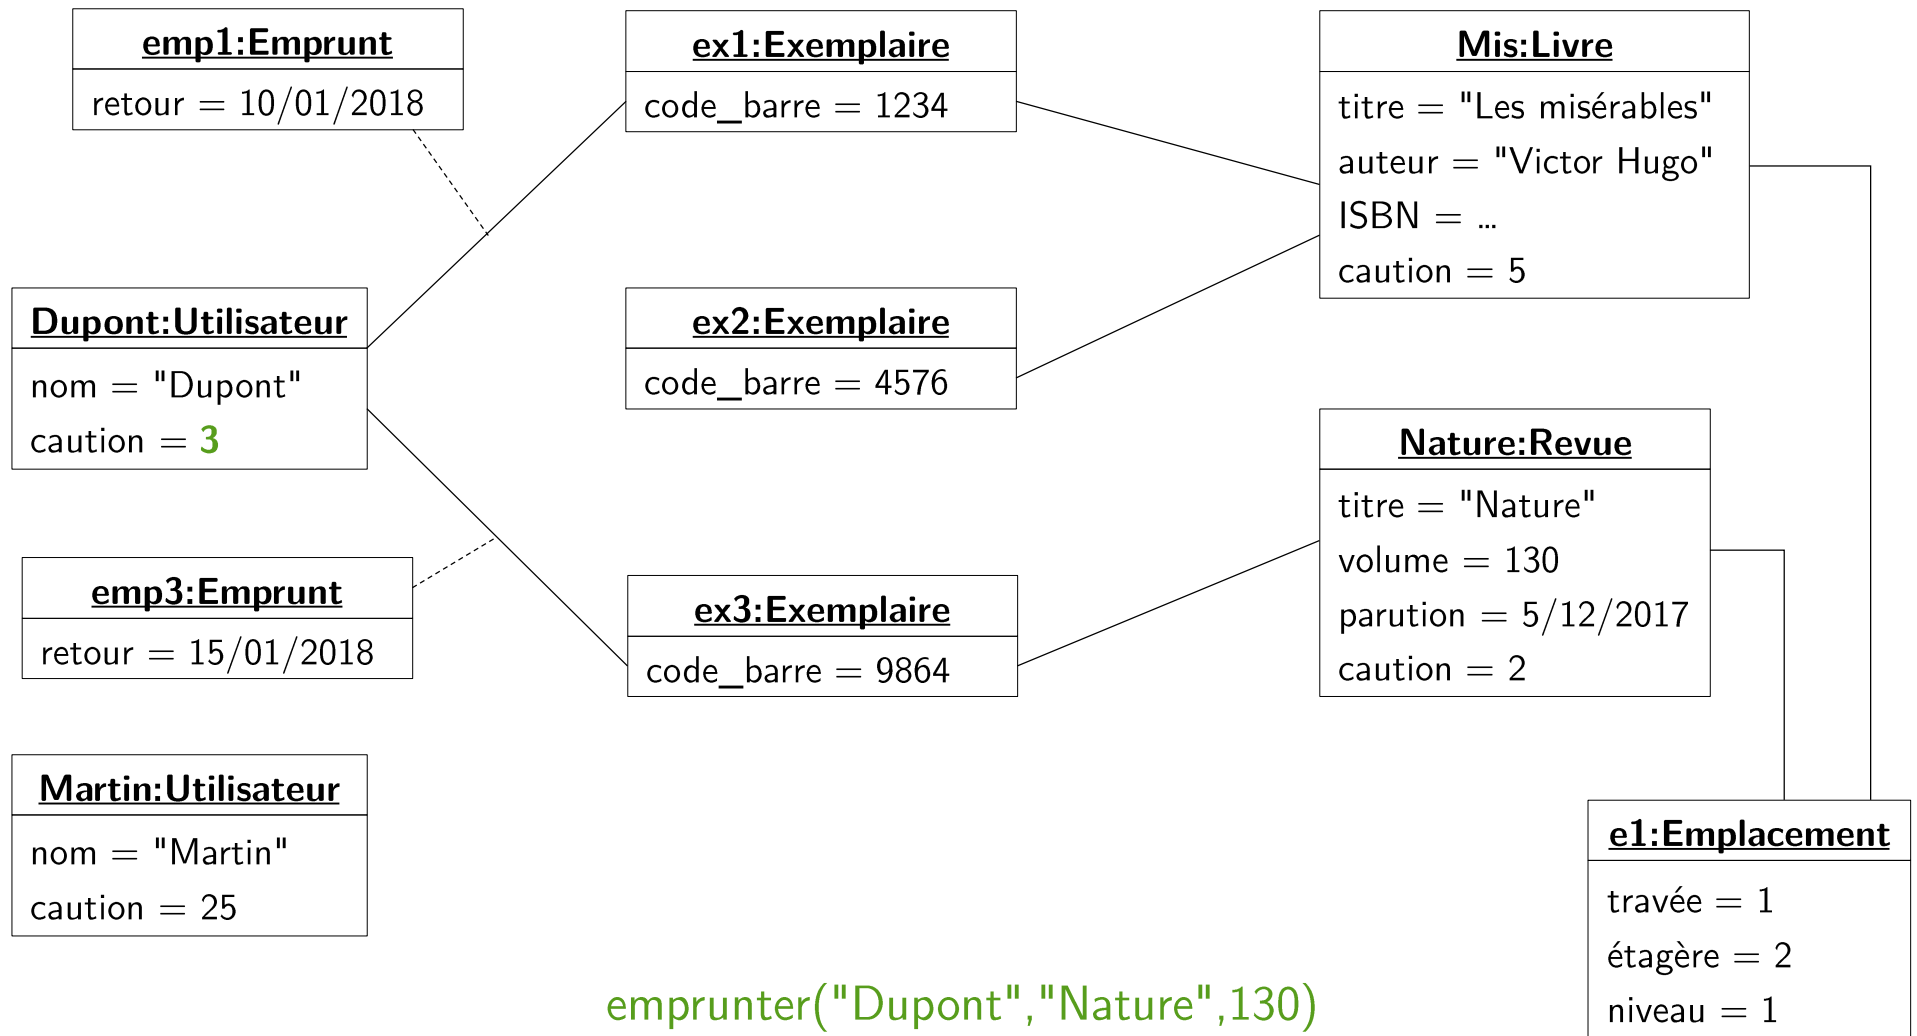 emp1:Emprunt
retour = 10/01/2018
ex1:Exemplaire
code_barre = 1234
Mis:Livre
titre = "Les misérables"
auteur = "Victor Hugo"
ISBN = ...
caution = 5
Dupont:Utilisateur
nom = "Dupont"
caution = 3
ex2:Exemplaire
code_barre = 4576
Nature:Revue
titre = "Nature"
volume = 130
parution = 5/12/2017
caution = 2
emp3:Emprunt
retour = 15/01/2018
ex3:Exemplaire
code_barre = 9864
Martin:Utilisateur
nom = "Martin"
caution = 25
e1:Emplacement
travée = 1
étagère = 2
niveau = 1
emprunter("Dupont","Nature",130)